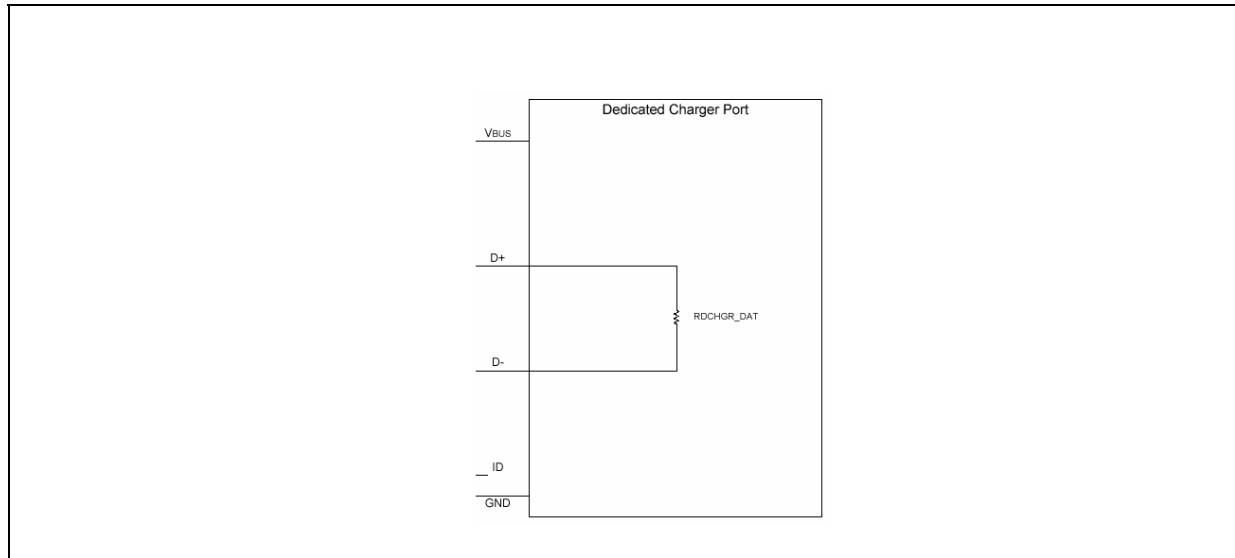 Dedicated Charger Port
VBUS
D+
RDCHGR_DAT
D-
ID
GND